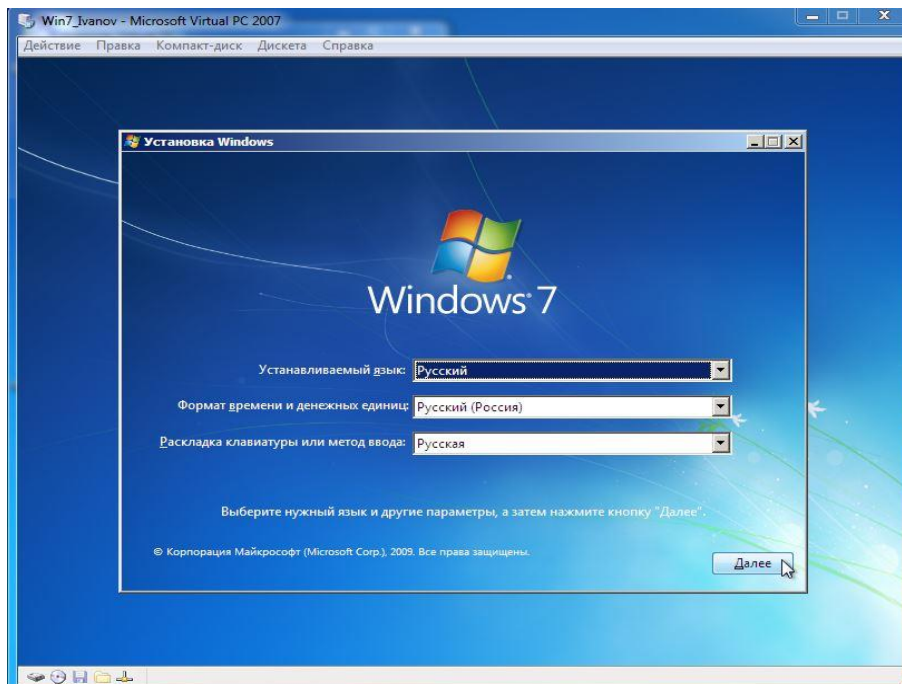 Win7_Ivanov - Microsoft Virtual PC 2007
Действие Правка Компакт-диск Дискета Справка
Установка Windows
Windows 7
Устанавливаемый язык: Русский
Формат времени и денежных единиц: Русский (Россия)
Раскладка клавиатуры или метод ввода: Русская
Выберите нужный язык и другие параметры, а затем нажмите кнопку "Далее".
© Корпорация Майкрософт (Microsoft Corp.), 2009. Все права защищены.
Далее